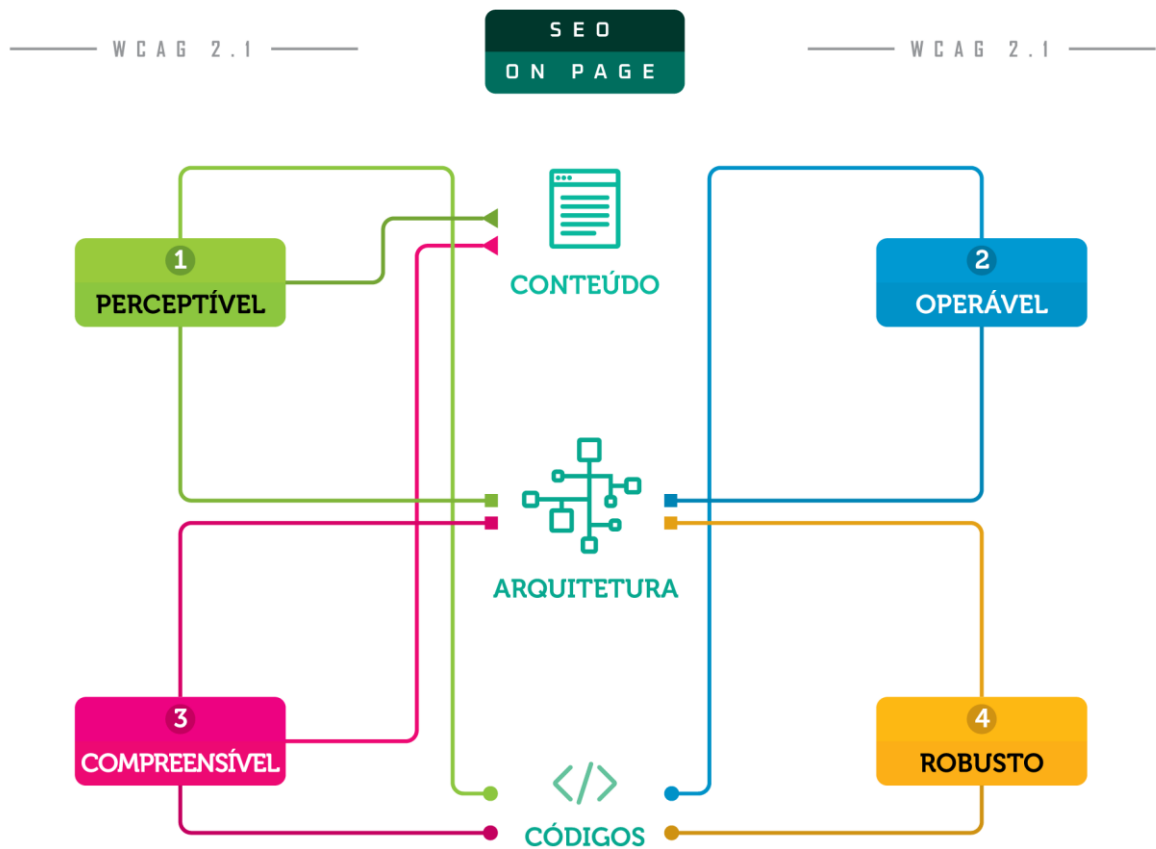 WCAG 2.1
SEO
ON PAGE
WCAG 2.1
CONTEÚDO
1
PERCEPTÍVEL
2
OPERÁVEL
ARQUITETURA
3
COMPREENSÍVEL
4
ROBUSTO
</>
CÓDIGOS